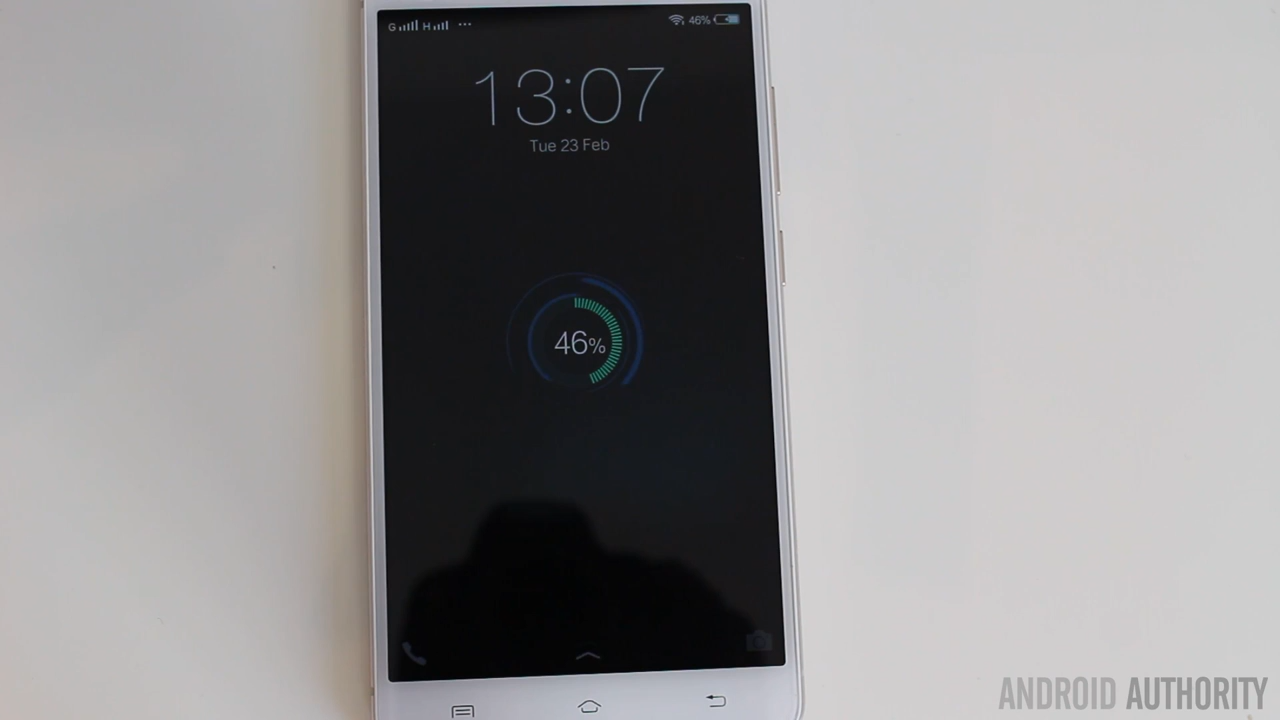 G H ... 46%
13:07
Tue 23 Feb
46%
ANDROID AUTHORITY